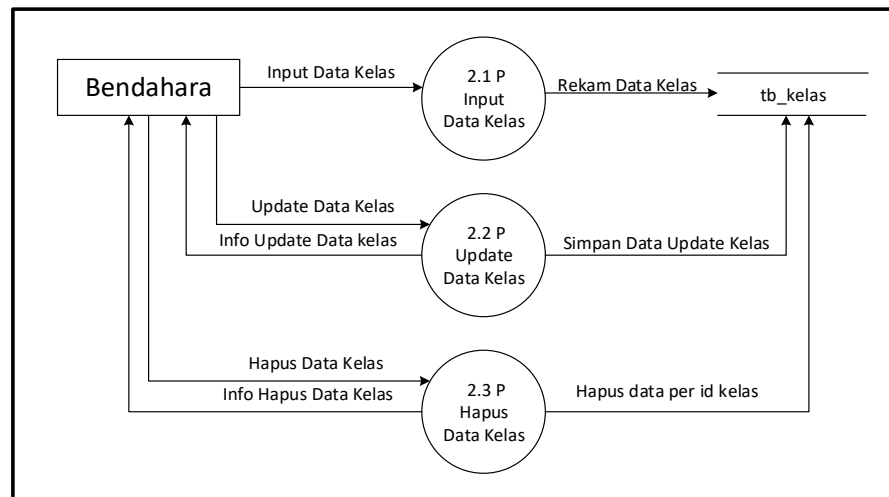 Bendahara
Input Data Kelas
2.1 P
Input
Data Kelas
Rekam Data Kelas
tb_kelas
Update Data Kelas
Info Update Data kelas
2.2 P
Update
Data Kelas
Simpan Data Update Kelas
Hapus Data Kelas
Info Hapus Data Kelas
2.3 P
Hapus
Data Kelas
Hapus data per id kelas